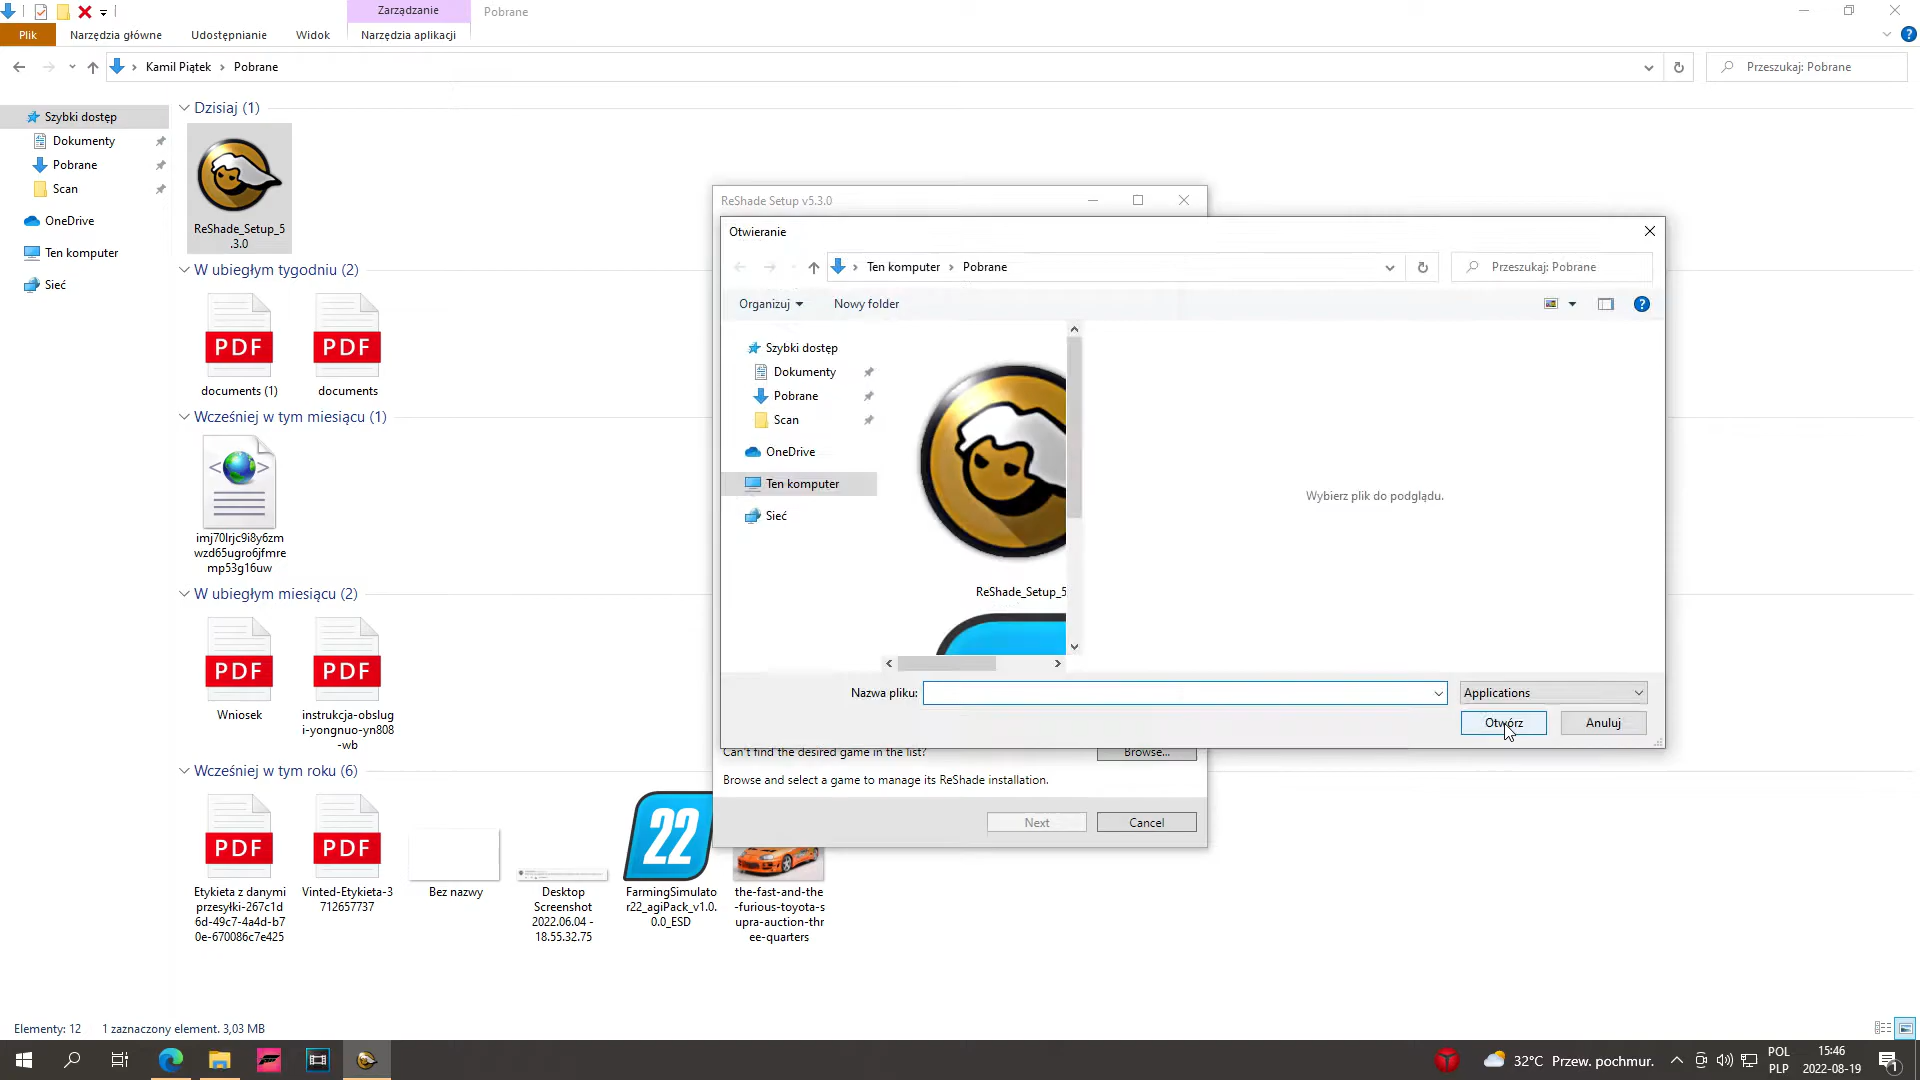 Zarządzanie
Pobrane
Plik
Narzędzia główne
Udostępnianie
Widok
Narzędzia aplikacji
Kamil Piątek
Pobrane
Przeszukaj: Pobrane
Szybki dostęp
Dokumenty
Pobrane
Scan
OneDrive
Ten komputer
Sieć
Dzisiaj (1)
ReShade_Setup_5
.3.0
W ubiegłym tygodniu (2)
PDF
PDF
documents (1)
documents
Wcześniej w tym miesiącu (1)
imj70lrjc9i8y6zm
wzd65ugro6jfmre
mp53g16uw
W ubiegłym miesiącu (2)
PDF
PDF
Wniosek
instrukcja-obslug
i-yongnuo-yn808
-wb
Wcześniej w tym roku (6)
PDF
PDF
22
Etykieta z danymi
przesyłki-267c1d
6d-49c7-4a4d-b7
0e-670086c7e425
Vinted-Etykieta-3
712657737
Bez nazwy
Desktop
Screenshot
2022.06.04 -
18.55.32.75
FarmingSimulato
r22_agiPack_v1.0.
0.0_ESD
the-fast-and-the
-furious-toyota-s
upra-auction-thr
ee-quarters
ReShade Setup v5.3.0
Otwieranie
Ten komputer
Pobrane
Przeszukaj: Pobrane
Organizuj
Nowy folder
Szybki dostęp
Dokumenty
Pobrane
Scan
OneDrive
Ten komputer
Sieć
ReShade_Setup_5
Wybierz plik do podglądu.
Nazwa pliku:
Applications
Otwórz
Anuluj
Can't find the desired game in the list?
Browse...
Browse and select a game to manage its ReShade installation.
Next
Cancel
Elementy: 12
1 zaznaczony element. 3,03 MB
32°C Przew. pochmur.
POL
PLP
15:46
2022-08-19
1